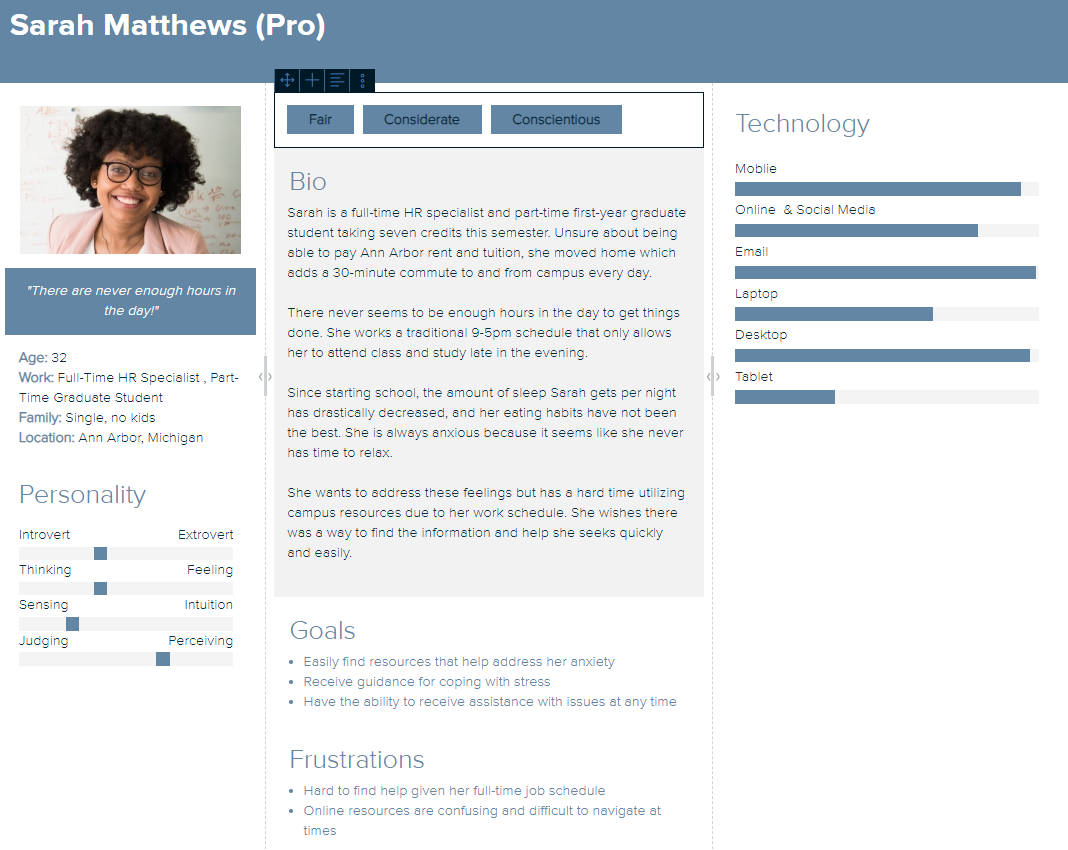 Sarah Matthews (Pro)
"There are never enough hours in
the day!"
Age: 32
Work: Full-Time HR Specialist , Part-
Time Graduate Student
Family: Single, no kids
Location: Ann Arbor, Michigan
Personality
Introvert Extrovert
Thinking Feeling
Sensing Intuition
Judging Perceiving
Fair Considerate Conscientious
Bio
Sarah is a full-time HR specialist and part-time first-year graduate
student taking seven credits this semester. Unsure about being
able to pay Ann Arbor rent and tuition, she moved home which
adds a 30-minute commute to and from campus every day.
There never seems to be enough hours in the day to get things
done. She works a traditional 9-5pm schedule that only allows
her to attend class and study late in the evening.
Since starting school, the amount of sleep Sarah gets per night
has drastically decreased, and her eating habits have not been
the best. She is always anxious because it seems like she never
has time to relax.
She wants to address these feelings but has a hard time utilizing
campus resources due to her work schedule. She wishes there
was a way to find the information and help she seeks quickly
and easily.
Goals
• Easily find resources that help address her anxiety
• Receive guidance for coping with stress
• Have the ability to receive assistance with issues at any time
Frustrations
• Hard to find help given her full-time job schedule
• Online resources are confusing and difficult to navigate at
times
Technology
Moblie
Online & Social Media
Email
Laptop
Desktop
Tablet